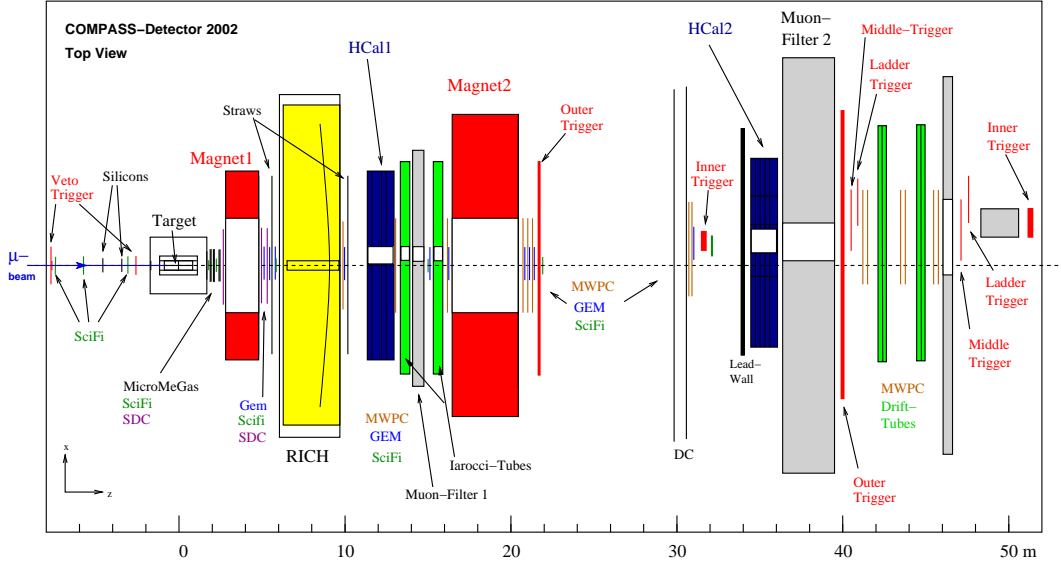 COMPASS−Detector 2002
Top View
HCal1
HCal2
Muon−
Filter 2
Middle−Trigger
Ladder
Trigger
Magnet2
Straws
Outer
Trigger
Inner
Trigger
Magnet1
Silicons
Veto
Trigger
Inner
Trigger
Target
μ−
beam
MWPC
GEM
SciFi
Ladder
Trigger
SciFi
Middle
Trigger
Lead−
Wall
MicroMeGas
SciFi
SDC
Gem
Scifi
SDC
MWPC
GEM
SciFi
MWPC
Drift−
Tubes
RICH
Iarocci−Tubes
DC
Muon−Filter 1
Outer
Trigger
x
z
0
10
20
30
40
50 m